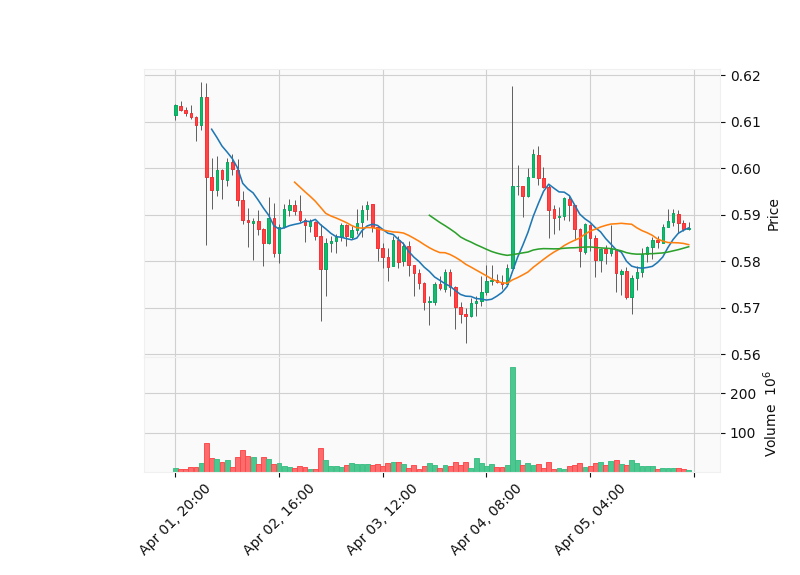 0.62
0.61
0.60
0.59
0.58
0.57
0.56
Price
200
100
Volume 10^6
Apr 01, 20:00
Apr 02, 16:00
Apr 03, 12:00
Apr 04, 08:00
Apr 05, 04:00